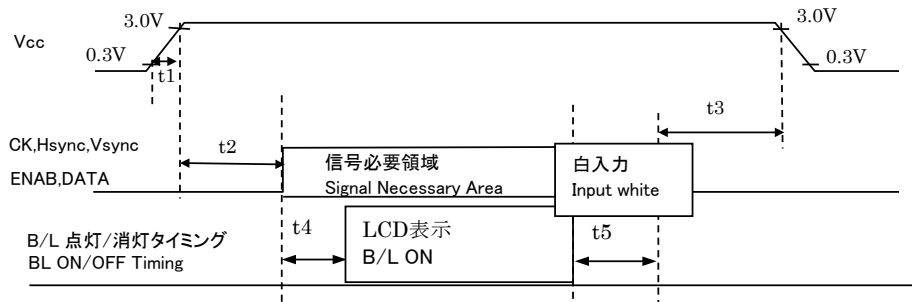 3.0V
3.0V
Vcc
0.3V
0.3V
t1
t3
CK,Hsync,Vsync
t2
信号必要領域
白入力
ENAB,DATA
Signal Necessary Area
Input white
B/L 点灯/消灯タイミング
t4
LCD表示
t5
BL ON/OFF Timing
B/L ON